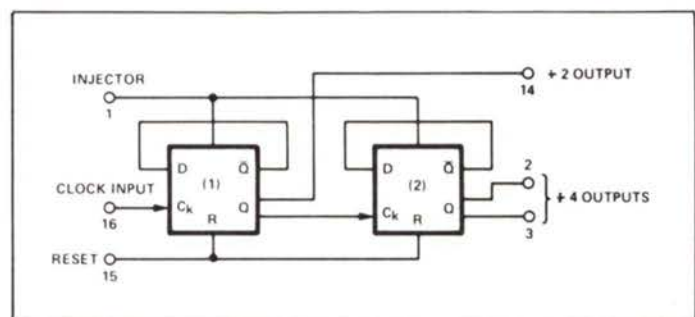 INJECTOR
1
14
÷ 2 OUTPUT
D
Q̅
(1)
Ck
Q
R
D
Q̅
(2)
Ck
Q
R
CLOCK INPUT
16
2
3
÷ 4 OUTPUTS
RESET
15